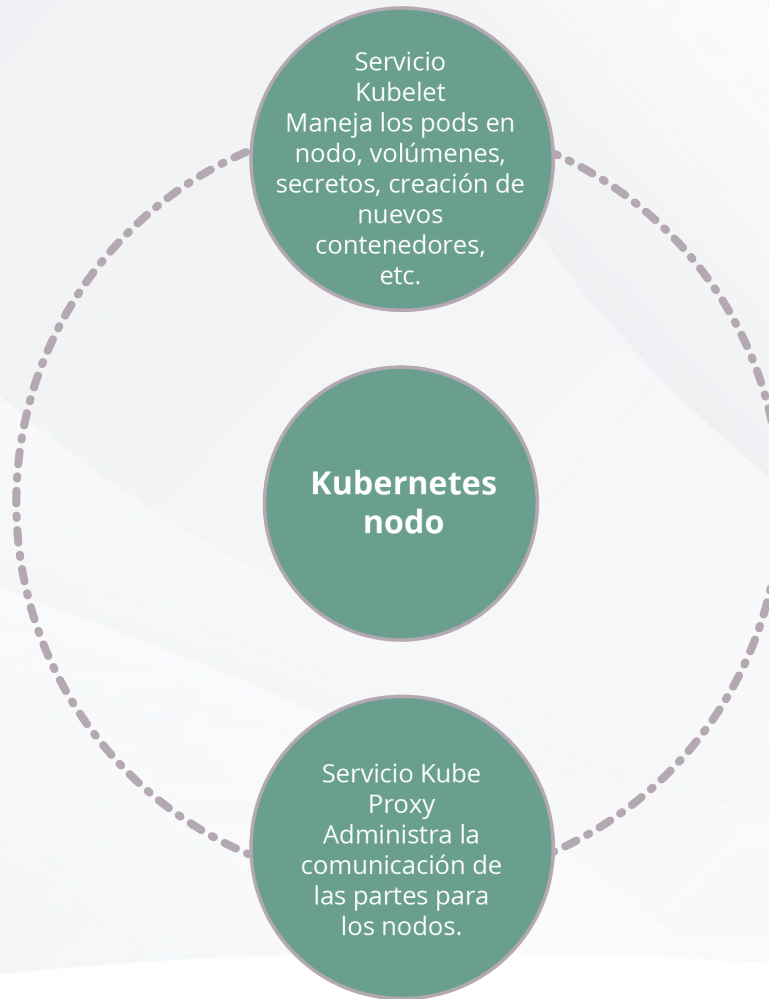 Servicio
Kubelet
Maneja los pods en
nodo, volúmenes,
secretos, creación de
nuevos
contenedores,
etc.
Kubernetes
nodo
Servicio Kube
Proxy
Administra la
comunicación de
las partes para
los nodos.